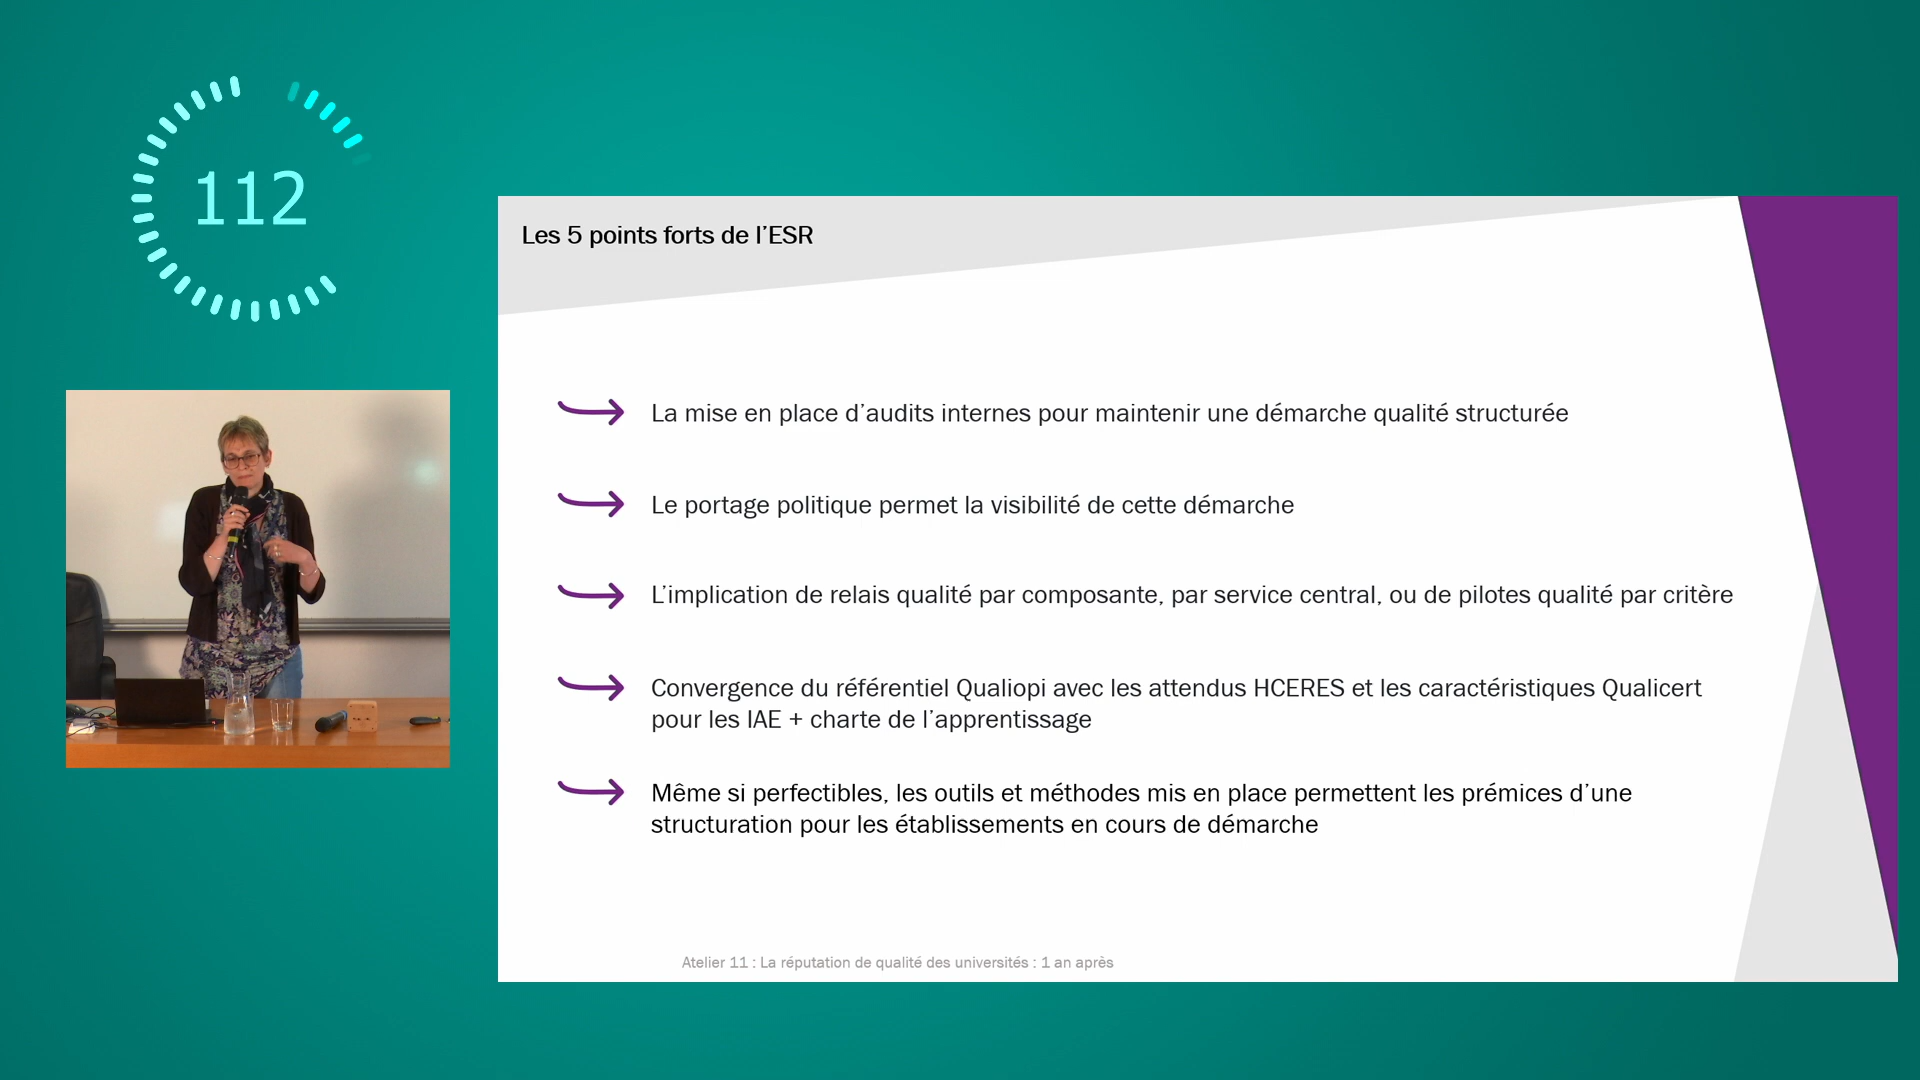 112
Les 5 points forts de l’ESR
La mise en place d’audits internes pour maintenir une démarche qualité structurée
Le portage politique permet la visibilité de cette démarche
L’implication de relais qualité par composante, par service central, ou de pilotes qualité par critère
Convergence du référentiel Qualiopi avec les attendus HCERES et les caractéristiques Qualicert
pour les IAE + charte de l’apprentissage
Même si perfectibles, les outils et méthodes mis en place permettent les prémices d’une
structuration pour les établissements en cours de démarche
Atelier 11 : La réputation de qualité des universités : 1 an après